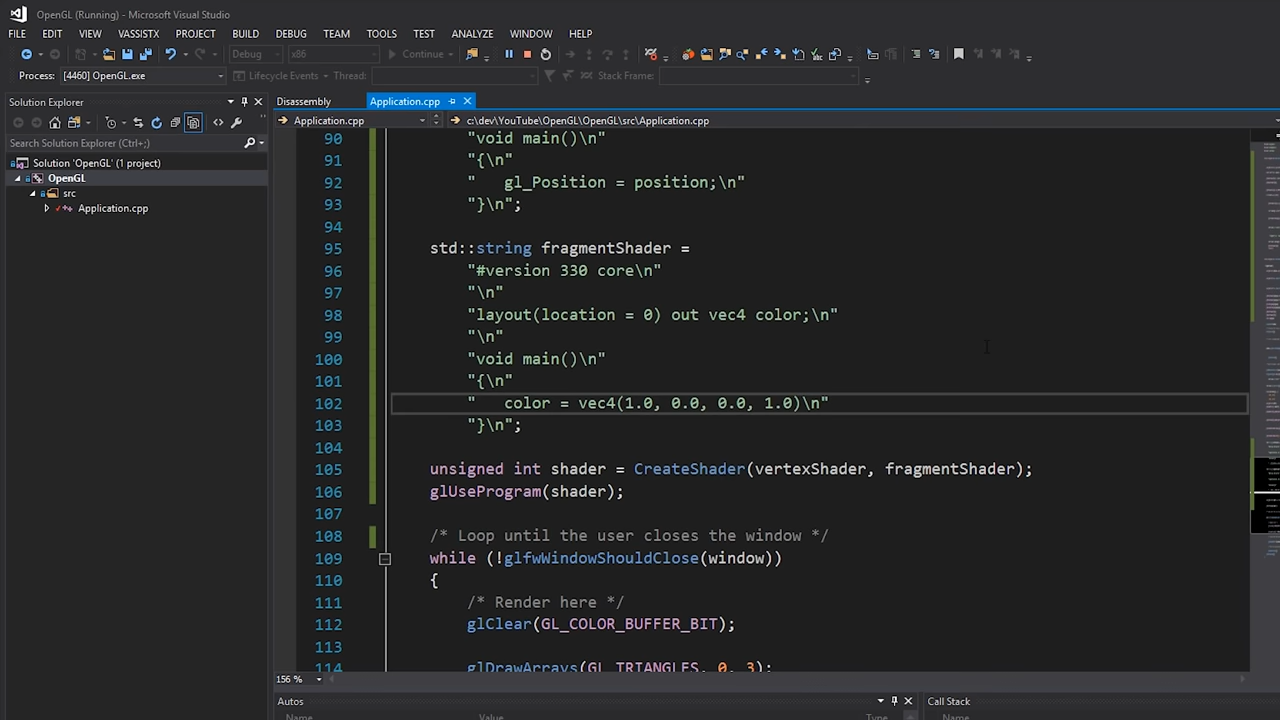 OpenGL (Running) - Microsoft Visual Studio
FILE EDIT VIEW VASSISTX PROJECT BUILD DEBUG TEAM TOOLS TEST ANALYZE WINDOW HELP
Debug x86 Continue
Process: [4460] OpenGL.exe Lifecycle Events Thread: Stack Frame:
Solution Explorer
Search Solution Explorer (Ctrl+;)
Solution 'OpenGL' (1 project)
OpenGL
src
Application.cpp
Disassembly Application.cpp
Application.cpp c:\dev\YouTube\OpenGL\OpenGL\src\Application.cpp
90 "void main()\n"
91 "{\n"
92 "   gl_Position = position;\n"
93 "}\n";
94
95 std::string fragmentShader =
96 "#version 330 core\n"
97 "\n"
98 "layout(location = 0) out vec4 color;\n"
99 "\n"
100 "void main()\n"
101 "{\n"
102 "   color = vec4(1.0, 0.0, 0.0, 1.0)\n"
103 "}\n";
104
105 unsigned int shader = CreateShader(vertexShader, fragmentShader);
106 glUseProgram(shader);
107
108 /* Loop until the user closes the window */
109 while (!glfwWindowShouldClose(window))
110 {
111 /* Render here */
112 glClear(GL_COLOR_BUFFER_BIT);
113
114 glDrawArrays(GL_TRIANGLES, 0, 3);
156 %
Autos Call Stack
Name Value Type Name